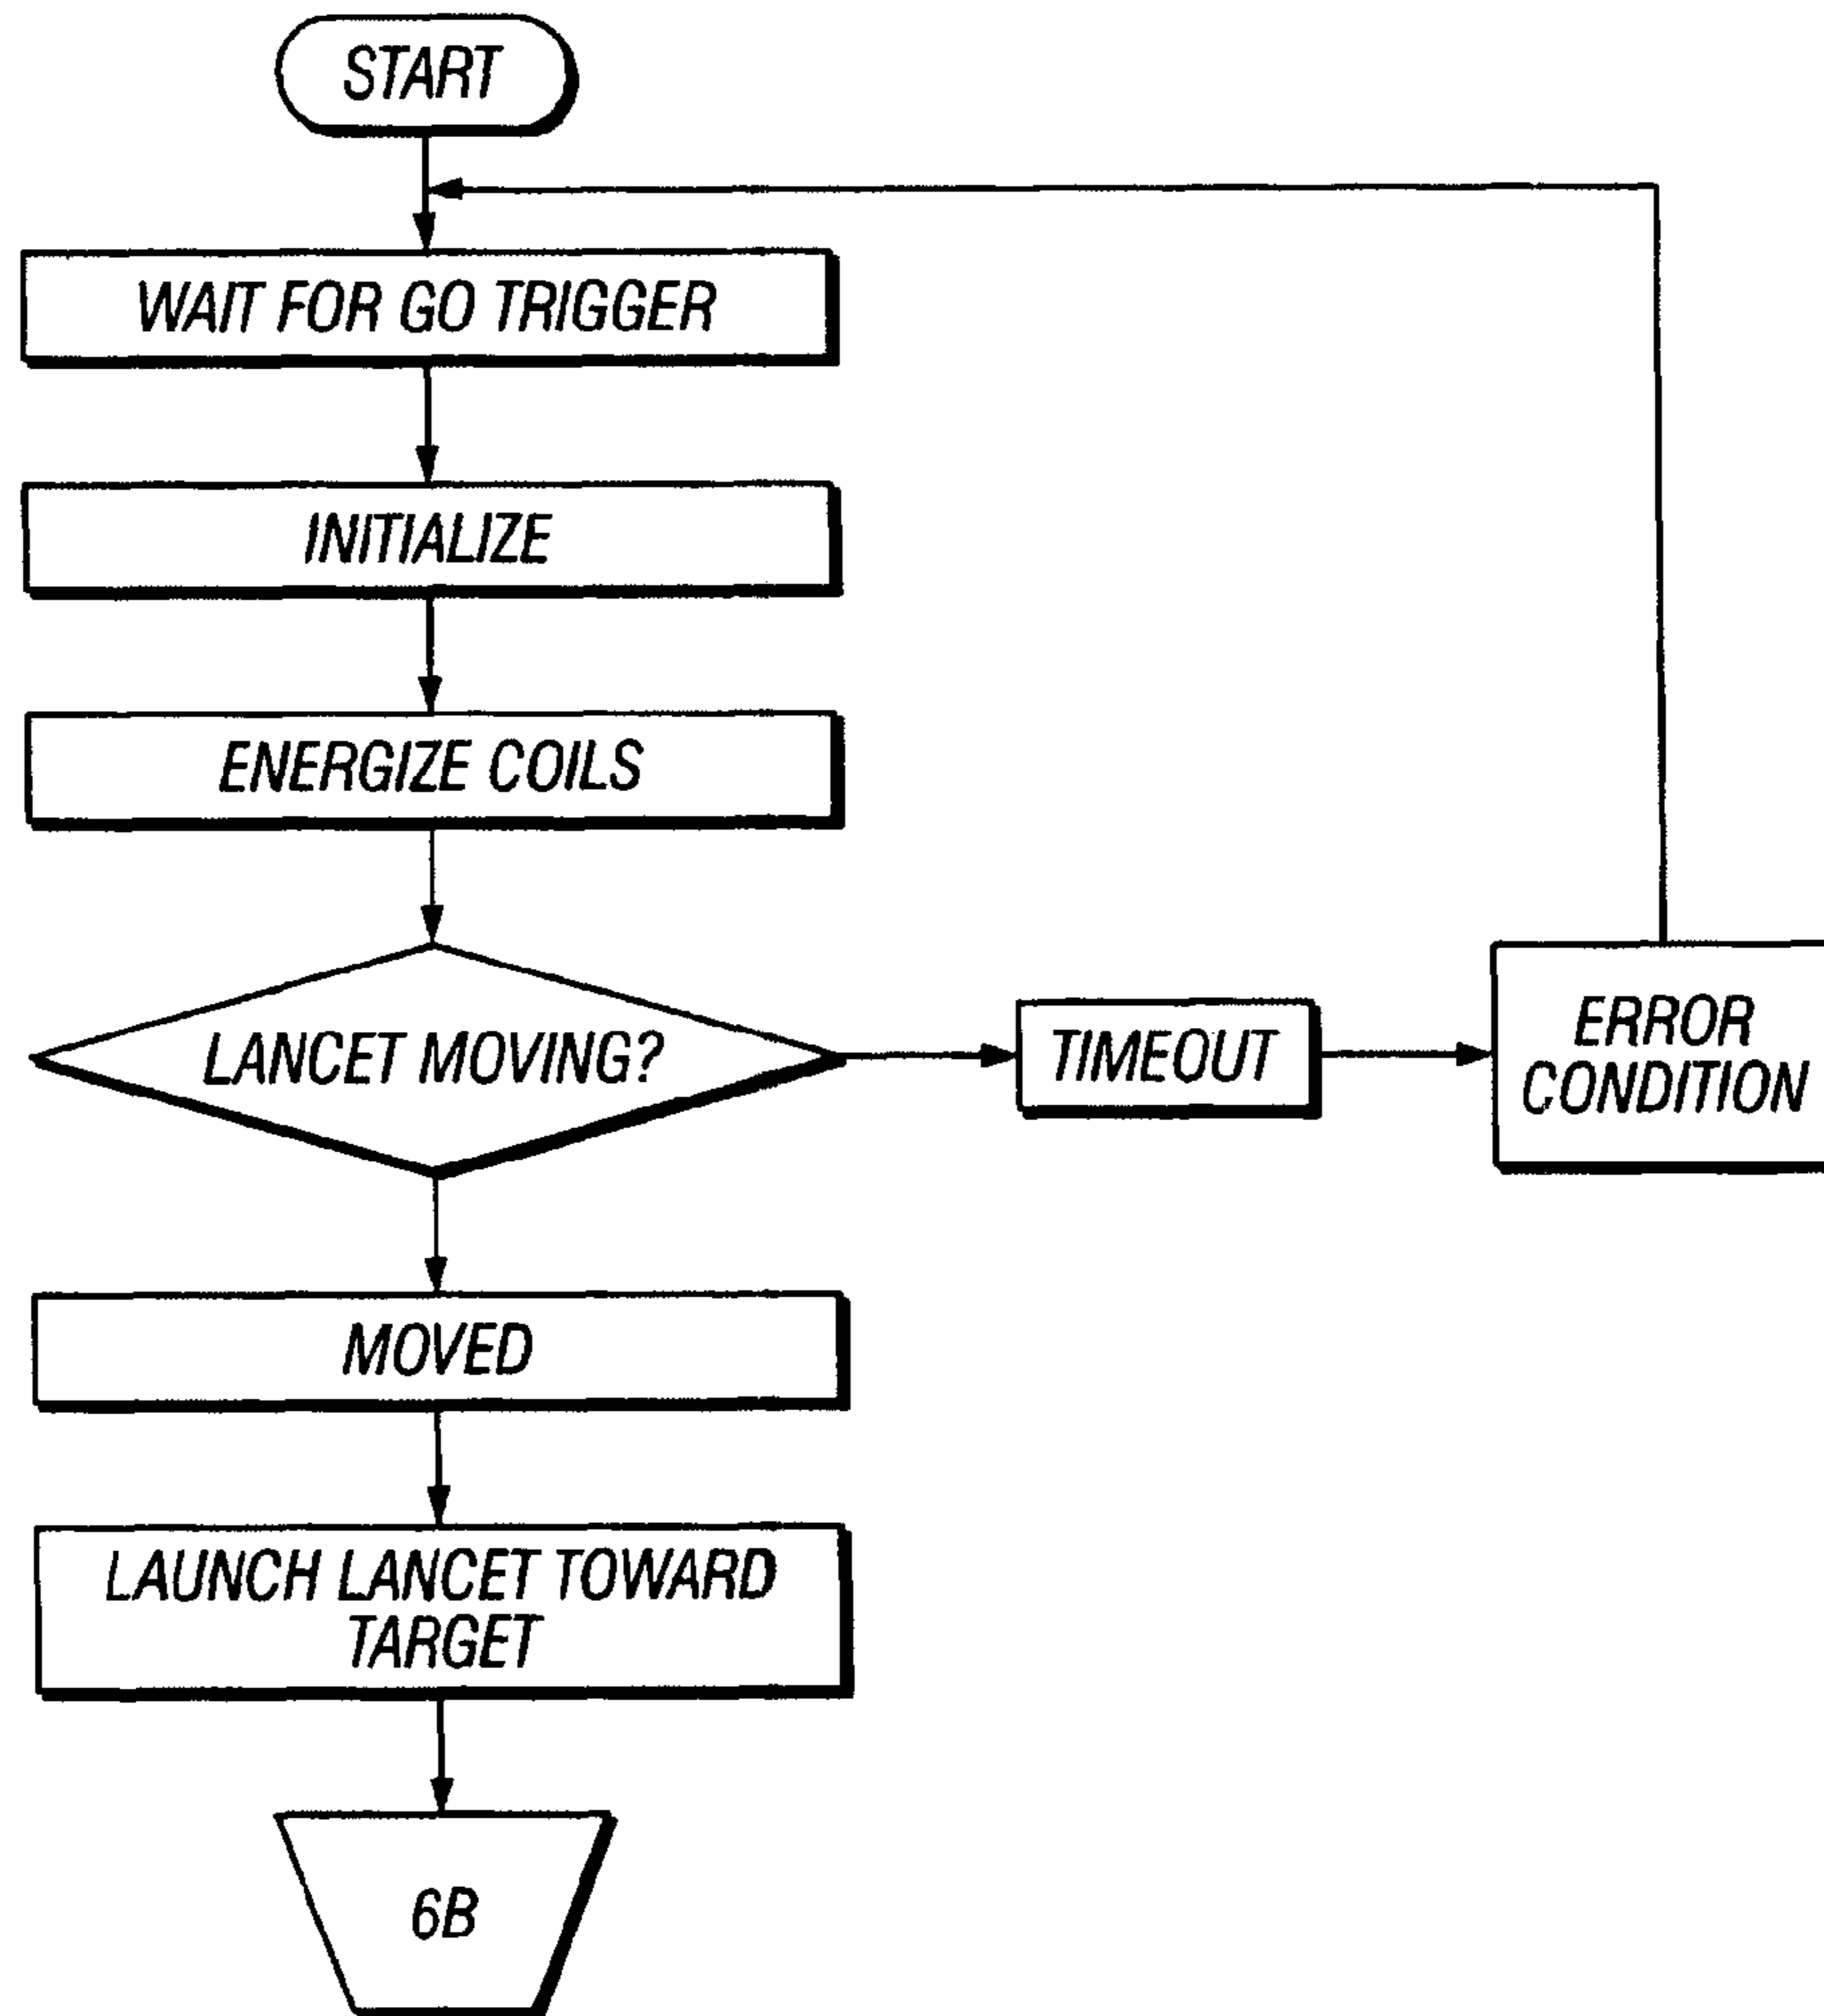 START
WAIT FOR GO TRIGGER
INITIALIZE
ENERGIZE COILS
LANCET MOVING?
TIMEOUT
ERROR
CONDITION
MOVED
LAUNCH LANCET TOWARD
TARGET
6B